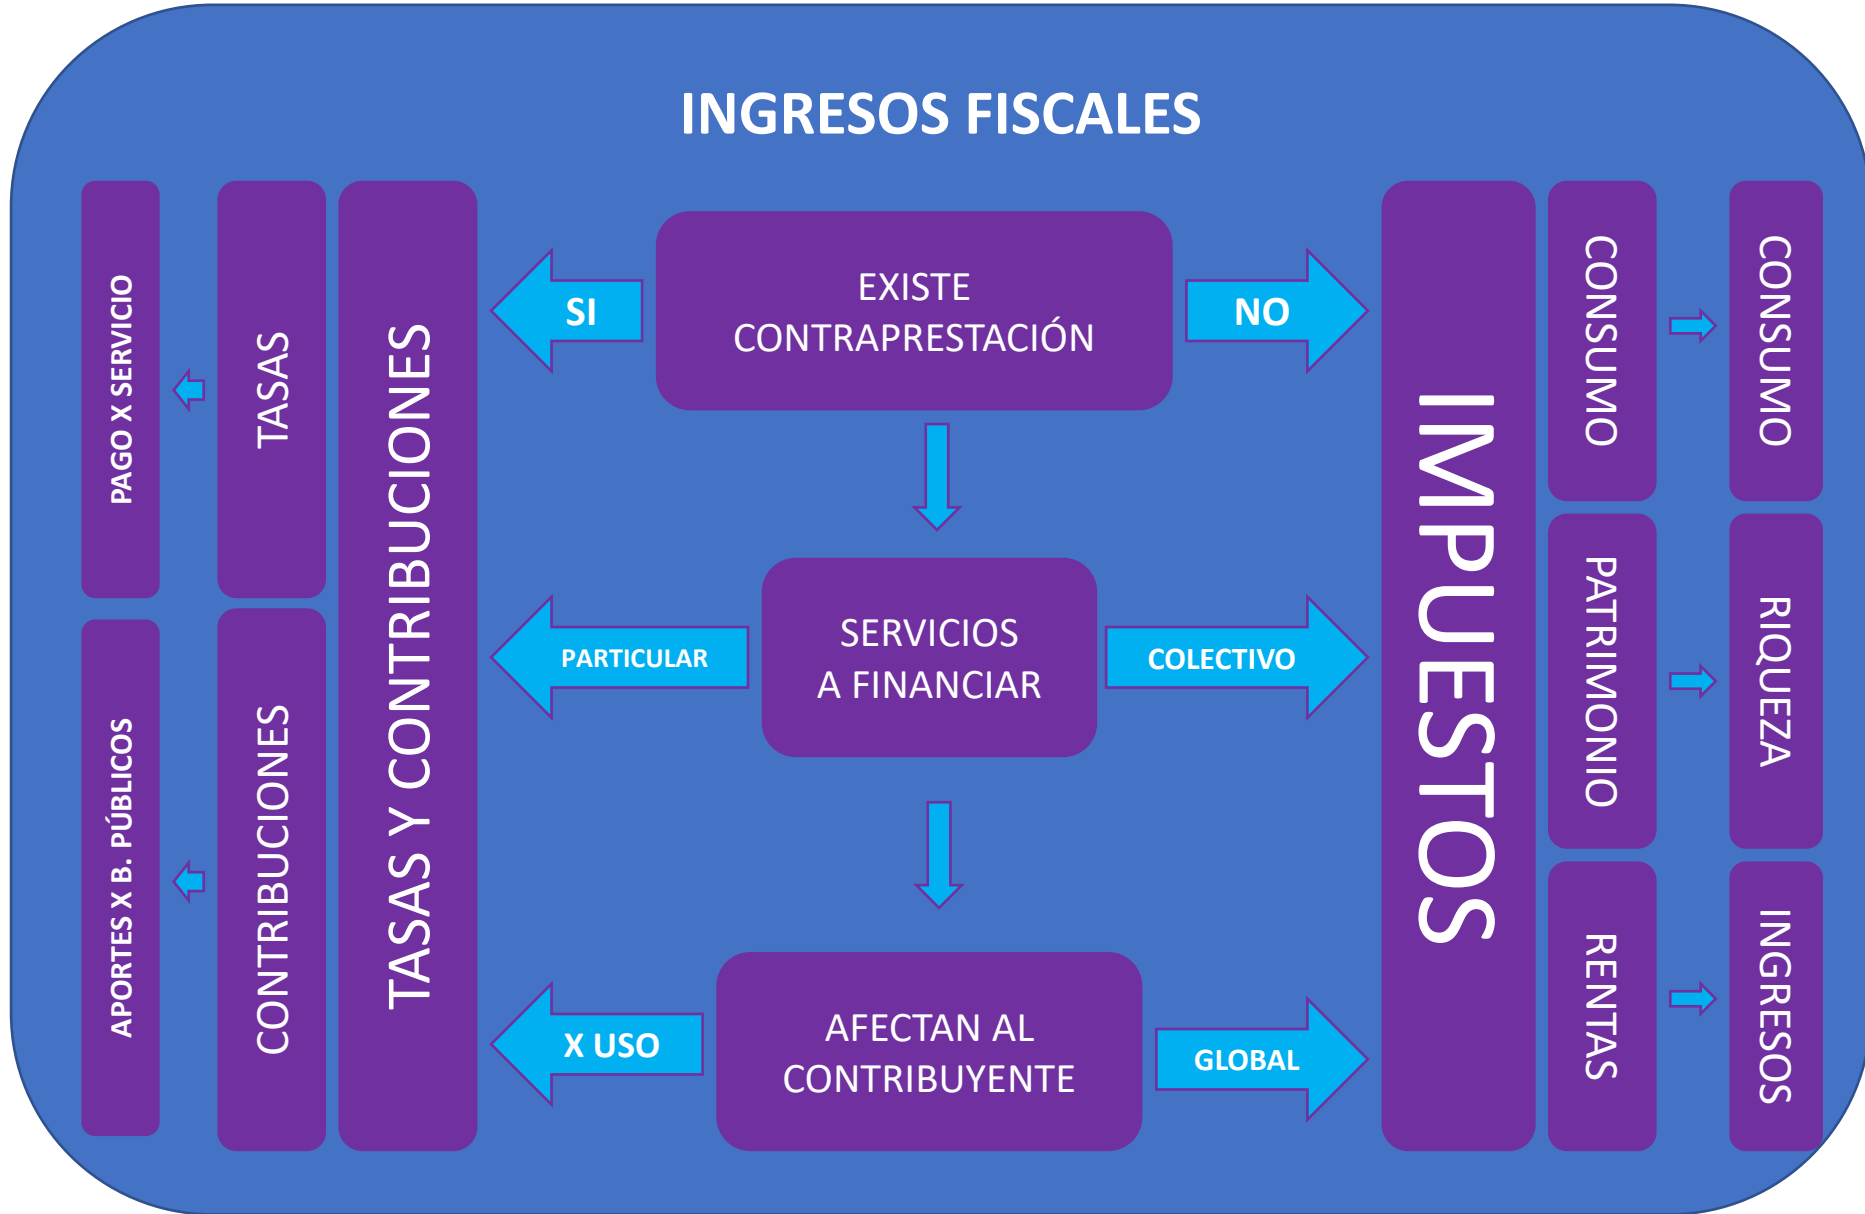 INGRESOS FISCALES
PAGO X SERVICIO
APORTES X B. PÚBLICOS
TASAS
CONTRIBUCIONES
TASAS Y CONTRIBUCIONES
SI
EXISTE
CONTRAPRESTACIÓN
NO
PARTICULAR
SERVICIOS
A FINANCIAR
COLECTIVO
X USO
AFECTAN AL
CONTRIBUYENTE
GLOBAL
IMPUESTOS
CONSUMO
PATRIMONIO
RENTAS
CONSUMO
RIQUEZA
INGRESOS